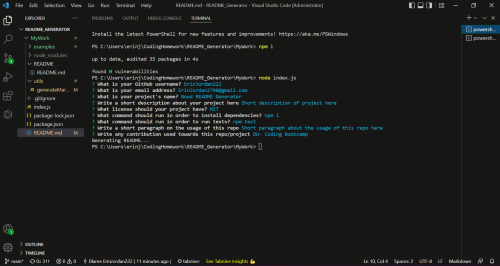 File Edit Selection View Go Run Terminal Help
README.md - README_Generator - Visual Studio Code [Administrator]
EXPLORER
README_GENERATOR
MyWork
examples
node_modules
README
README.md
utils
generateMar... M
.gitignore
index.js
package-lock.json
package.json
README.md M
OUTLINE
TIMELINE
PROBLEMS OUTPUT DEBUG CONSOLE TERMINAL
Install the latest PowerShell for new features and improvements! https://aka.ms/PSWindows
PS C:\Users\erinj\CodingHomework\README_Generator\MyWork> npm i
up to date, audited 35 packages in 4s
found 0 vulnerabilities
PS C:\Users\erinj\CodingHomework\README_Generator\MyWork> node index.js
? What is your GitHub username? ErinJordan222
? What is your email address?
? What is your project's name? Good README Generator
? Write a short description about your project here Short description of project here
? What license should your project have? MIT
? What command should run in order to install dependencies? npm i
? What command should run in order to run tests? npm test
? Write a short paragraph on the usage of this repo Short paragraph about the usage of this repo here
? Write any contribution used towards this repo/project DU- Coding Bootcamp
Generating README...
PS C:\Users\erinj\CodingHomework\README_Generator\MyWork>
powersh...
powersh...
main* 0 0 Blame ErinJordan222 ( 11 minutes ago ) tabnine: See Tabnine Insights Ln 10, Col 4 Spaces: 2 UTF-8 LF Markdown